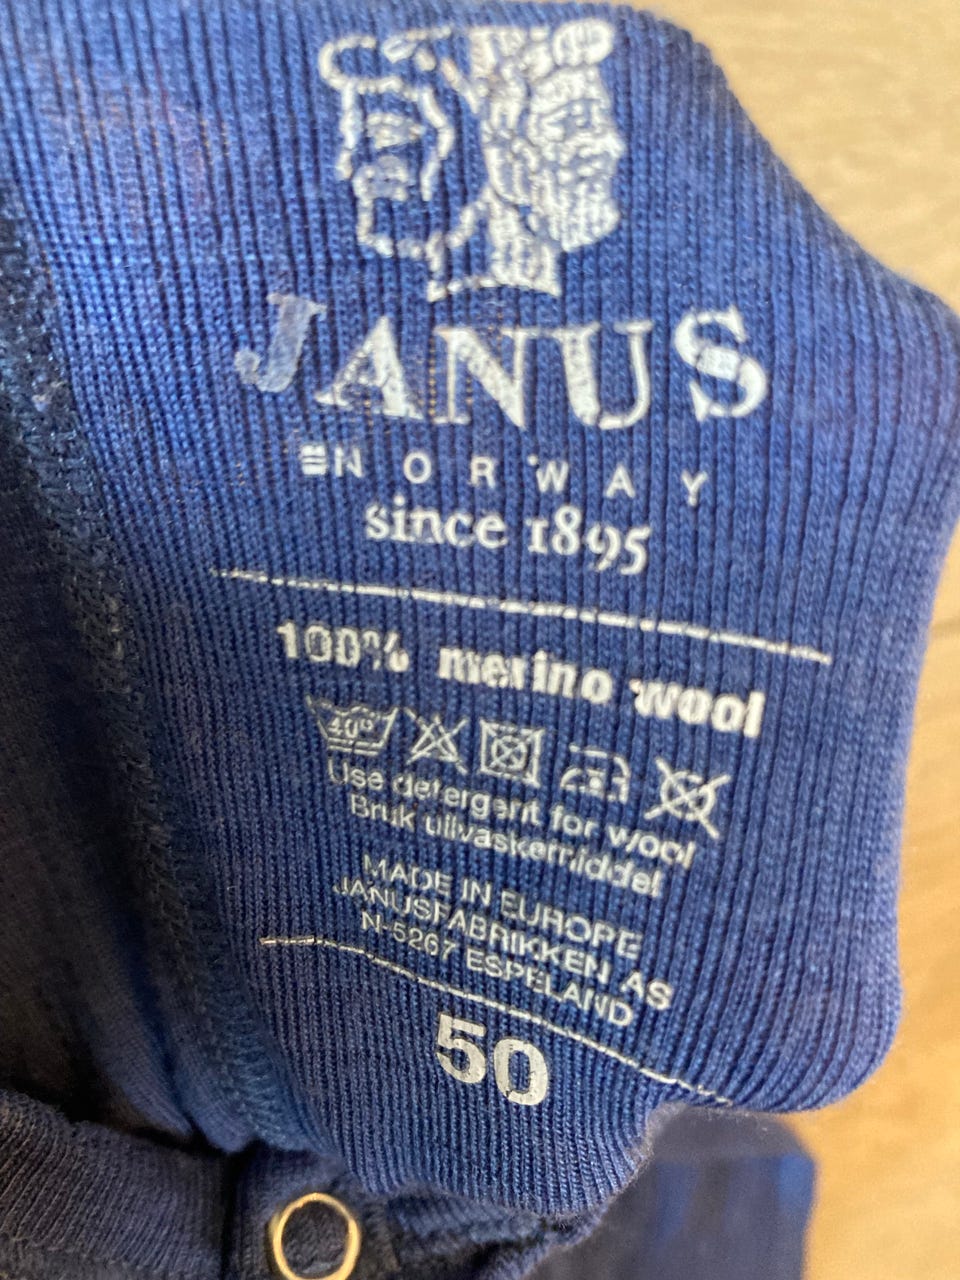 JANUS
NORWAY
since 1895
100% merino wool
40°
Use detergent for wool
Bruk ullvaskemiddel
MADE IN EUROPE
JANUSFABRIKKEN AS
N-5267 ESPELAND
50